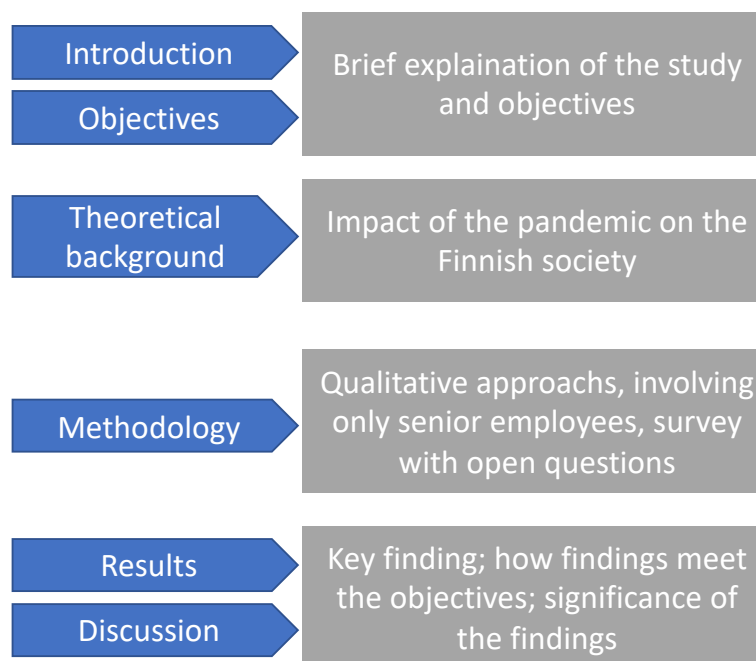 Introduction
Objectives
Brief explaination of the study
and objectives
Theoretical
background
Impact of the pandemic on the
Finnish society
Methodology
Qualitative approachs, involving
only senior employees, survey
with open questions
Results
Discussion
Key finding; how findings meet
the objectives; significance of
the findings